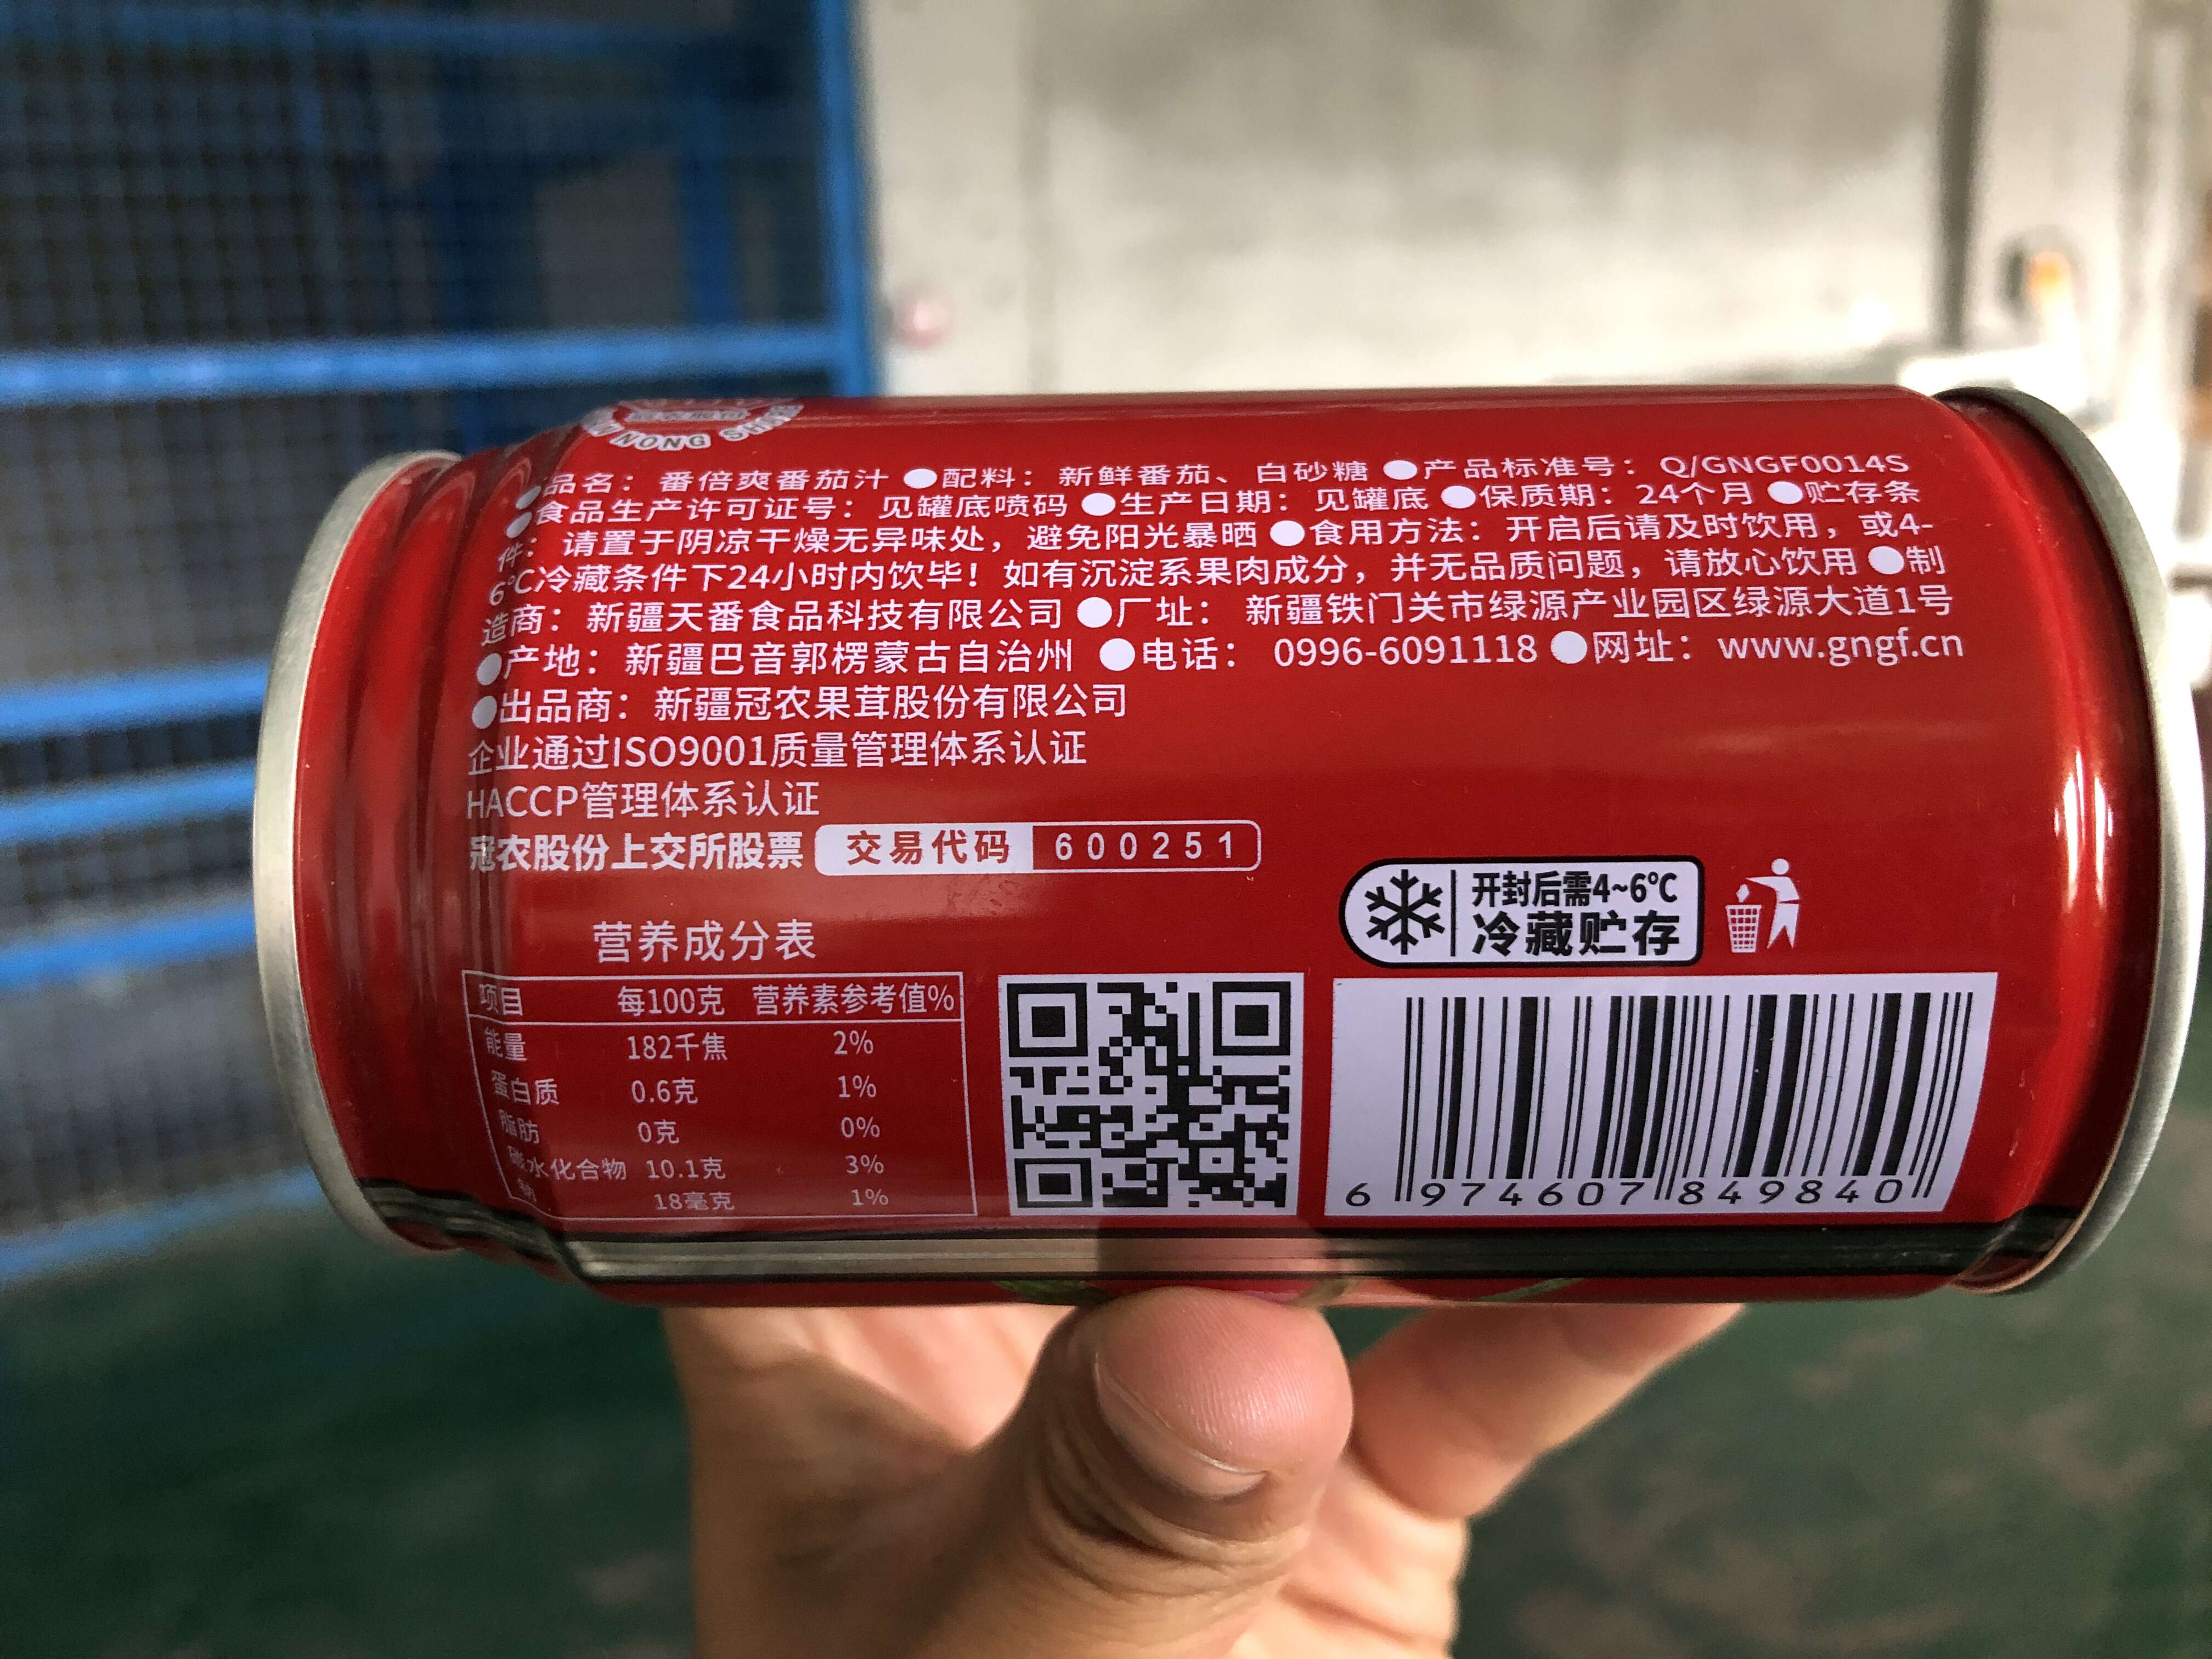 NONG
●品名：番倍爽番茄汁 ●配料：新鲜番茄、白砂糖 ●产品标准号：Q/GNGF0014S
●食品生产许可证号：见罐底喷码 ●生产日期：见罐底 ●保质期：24个月 ●贮存条
件：请置于阴凉干燥无异味处，避免阳光暴晒 ●食用方法：开启后请及时饮用，或4-
6℃冷藏条件下24小时内饮毕！如有沉淀系果肉成分，并无品质问题，请放心饮用 ●制
造商：新疆天番食品科技有限公司 ●厂址： 新疆铁门关市绿源产业园区绿源大道1号
●产地：新疆巴音郭楞蒙古自治州 ●电话： 0996-6091118 ●网址：www.gngf.cn
●出品商：新疆冠农果茸股份有限公司
企业通过ISO9001质量管理体系认证
HACCP管理体系认证
冠农股份上交所股票 交易代码 600251
开封后需4~6℃
冷藏贮存
营养成分表
项目 每100克 营养素参考值%
能量 182千焦 2%
蛋白质 0.6克 1%
脂肪 0克 0%
碳水化合物 10.1克 3%
钠 18毫克 1%
6 974607 849840